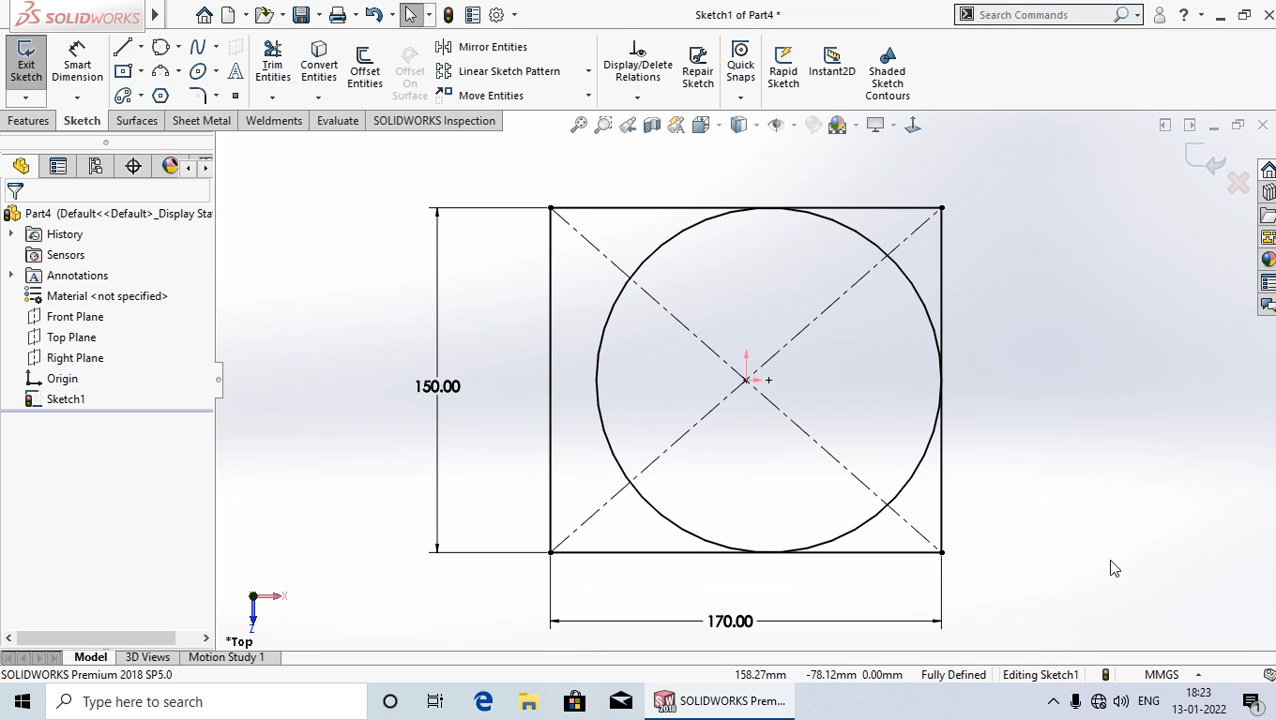 SOLIDWORKS
Sketch1 of Part4 *
Search Commands
?
Exit Sketch
Smart Dimension
Trim Entities
Convert Entities
Offset Entities
Offset On Surface
Mirror Entities
Linear Sketch Pattern
Move Entities
Display/Delete Relations
Repair Sketch
Quick Snaps
Rapid Sketch
Instant2D
Shaded Sketch Contours
Features
Sketch
Surfaces
Sheet Metal
Weldments
Evaluate
SOLIDWORKS Inspection
Part4 (Default<<Default>_Display Sta
History
Sensors
Annotations
Material <not specified>
Front Plane
Top Plane
Right Plane
Origin
Sketch1
150.00
170.00
X
Z
*Top
Model
3D Views
Motion Study 1
SOLIDWORKS Premium 2018 SP5.0
158.27mm
-78.12mm 0.00mm
Fully Defined
Editing Sketch1
MMGS
Type here to search
SW 2018
SOLIDWORKS Prem...
ENG
18:23
13-01-2022
1